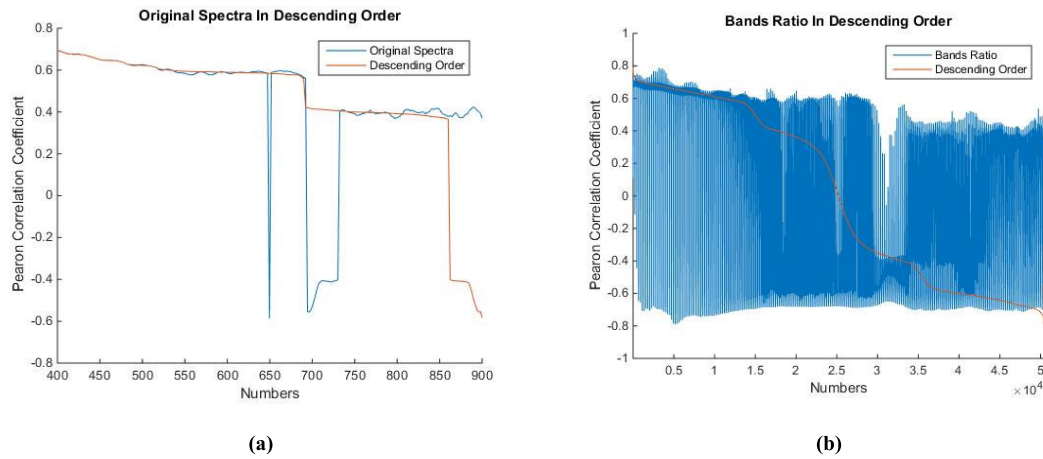 Original Spectra In Descending Order
Original Spectra
Descending Order
Pearon Correlation Coefficient
0.8
0.6
0.4
0.2
0
-0.2
-0.4
-0.6
-0.8
400 450 500 550 600 650 700 750 800 850 900
Numbers
(a)
Bands Ratio In Descending Order
Bands Ratio
Descending Order
Pearon Correlation Coefficient
1
0.8
0.6
0.4
0.2
0
-0.2
-0.4
-0.6
-0.8
-1
0.5 1 1.5 2 2.5 3 3.5 4 4.5 5
Numbers
× 10^4
(b)